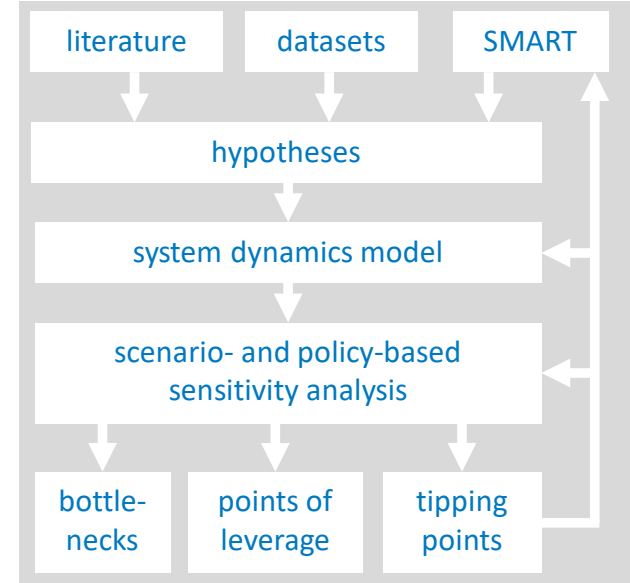 literature
datasets
SMART
hypotheses
system dynamics model
scenario- and policy-based
sensitivity analysis
bottle-
necks
points of
leverage
tipping
points